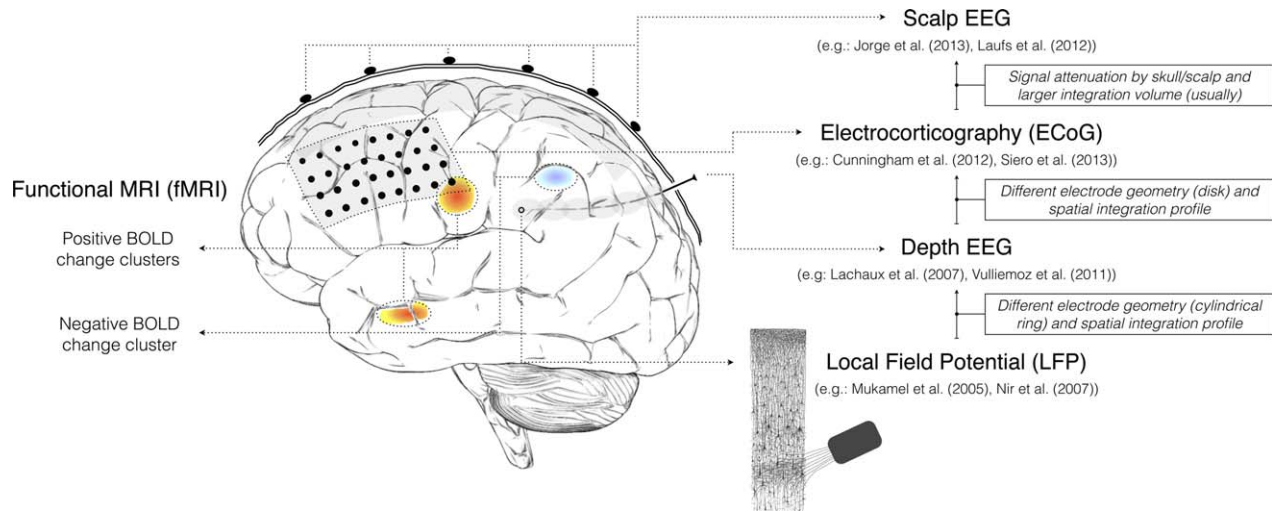 Scalp EEG
(e.g.: Jorge et al. (2013), Laufs et al. (2012))
Signal attenuation by skull/scalp and
larger integration volume (usually)
Electrocorticography (ECoG)
(e.g.: Cunningham et al. (2012), Siero et al. (2013))
Different electrode geometry (disk) and
spatial integration profile
Depth EEG
(e.g: Lachaux et al. (2007), Vulliemoz et al. (2011))
Different electrode geometry (cylindrical
ring) and spatial integration profile
Local Field Potential (LFP)
(e.g.: Mukamel et al. (2005), Nir et al. (2007))
Functional MRI (fMRI)
Positive BOLD
change clusters
Negative BOLD
change cluster